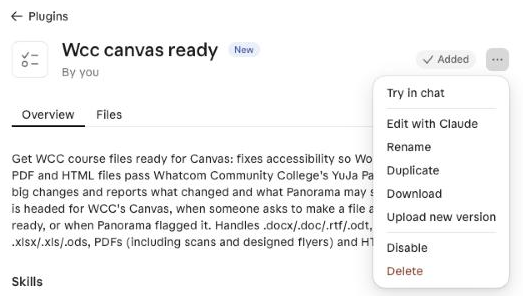 Plugins
Wcc canvas ready New
By you
Added
Try in chat
Edit with Claude
Rename
Duplicate
Download
Upload new version
Disable
Delete
Overview Files
Get WCC course files ready for Canvas: fixes accessibility so
PDF and HTML files pass Whatcom Community College's YuJa
big changes and reports what changed and what Panorama may
is headed for WCC's Canvas, when someone asks to make a file
ready, or when Panorama flagged it. Handles .docx/.doc/.rtf/.odt,
.xlsx/.xls/.ods, PDFs (including scans and designed flyers) and
Skills